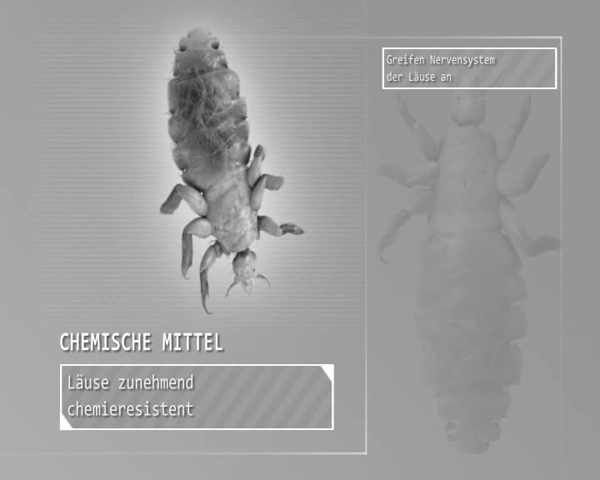 Greifen Nervensystem
der Läuse an
CHEMISCHE MITTEL
Läuse zunehmend
chemieresistent